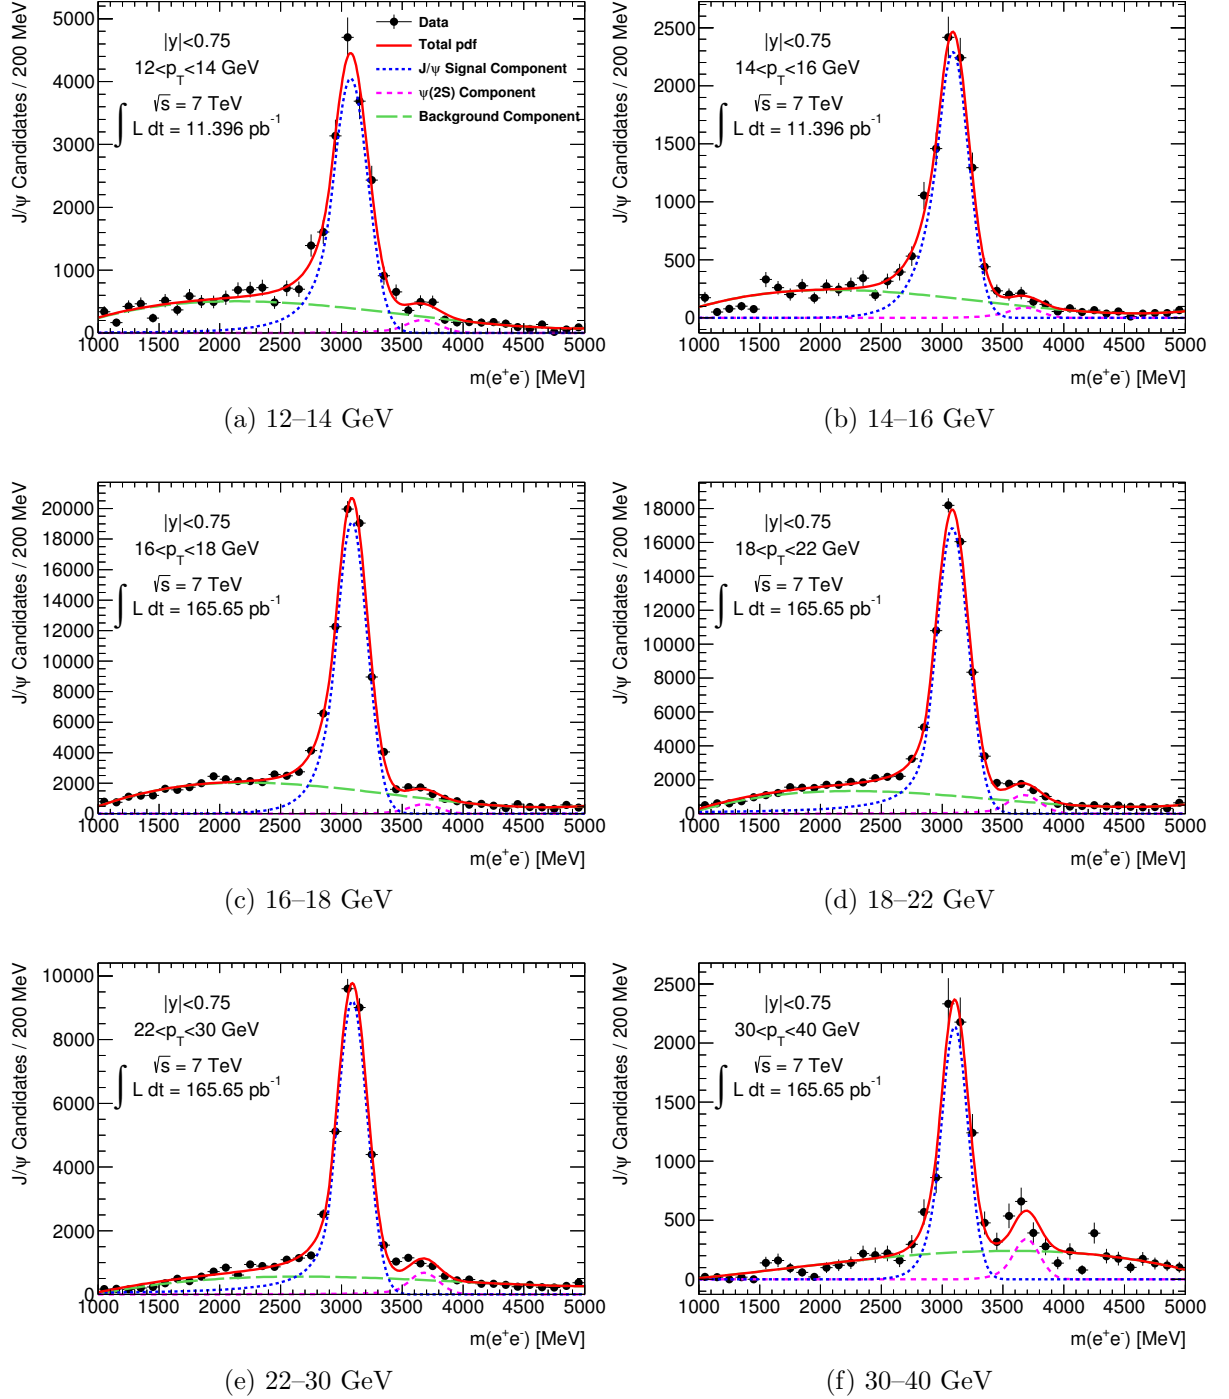 J/ψ Candidates / 200 MeV
5000
4000
3000
2000
1000
0
|y|<0.75
12<p_T<14 GeV
√s = 7 TeV
∫ L dt = 11.396 pb⁻¹
Data
Total pdf
J/ψ Signal Component
ψ(2S) Component
Background Component
1000 1500 2000 2500 3000 3500 4000 4500 5000
m(e⁺e⁻) [MeV]
(a) 12–14 GeV
J/ψ Candidates / 200 MeV
2500
2000
1500
1000
500
0
|y|<0.75
14<p_T<16 GeV
√s = 7 TeV
∫ L dt = 11.396 pb⁻¹
1000 1500 2000 2500 3000 3500 4000 4500 5000
m(e⁺e⁻) [MeV]
(b) 14–16 GeV
J/ψ Candidates / 200 MeV
20000
18000
16000
14000
12000
10000
8000
6000
4000
2000
0
|y|<0.75
16<p_T<18 GeV
√s = 7 TeV
∫ L dt = 165.65 pb⁻¹
1000 1500 2000 2500 3000 3500 4000 4500 5000
m(e⁺e⁻) [MeV]
(c) 16–18 GeV
J/ψ Candidates / 200 MeV
18000
16000
14000
12000
10000
8000
6000
4000
2000
0
|y|<0.75
18<p_T<22 GeV
√s = 7 TeV
∫ L dt = 165.65 pb⁻¹
1000 1500 2000 2500 3000 3500 4000 4500 5000
m(e⁺e⁻) [MeV]
(d) 18–22 GeV
J/ψ Candidates / 200 MeV
10000
8000
6000
4000
2000
0
|y|<0.75
22<p_T<30 GeV
√s = 7 TeV
∫ L dt = 165.65 pb⁻¹
1000 1500 2000 2500 3000 3500 4000 4500 5000
m(e⁺e⁻) [MeV]
(e) 22–30 GeV
J/ψ Candidates / 200 MeV
2500
2000
1500
1000
500
0
|y|<0.75
30<p_T<40 GeV
√s = 7 TeV
∫ L dt = 165.65 pb⁻¹
1000 1500 2000 2500 3000 3500 4000 4500 5000
m(e⁺e⁻) [MeV]
(f) 30–40 GeV